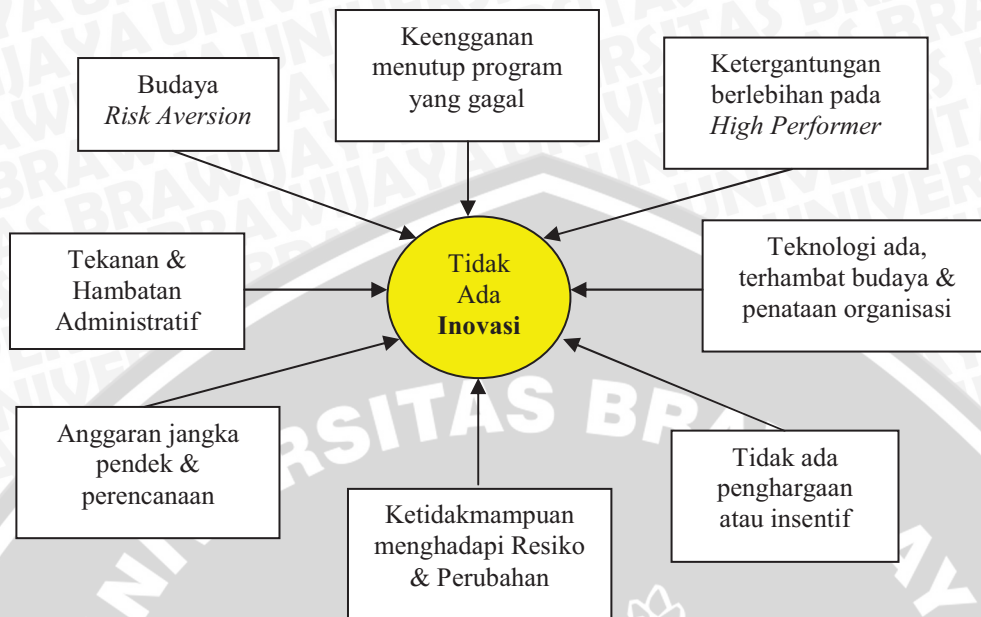 Keengganan
menutup program
yang gagal
Budaya
Risk Aversion
Ketergantungan
berlebihan pada
High Performer
Tekanan &
Hambatan
Administratif
Tidak
Ada
Inovasi
Teknologi ada,
terhambat budaya &
penataan organisasi
Anggaran jangka
pendek &
perencanaan
Ketidakmampuan
menghadapi Resiko
& Perubahan
Tidak ada
penghargaan
atau insentif